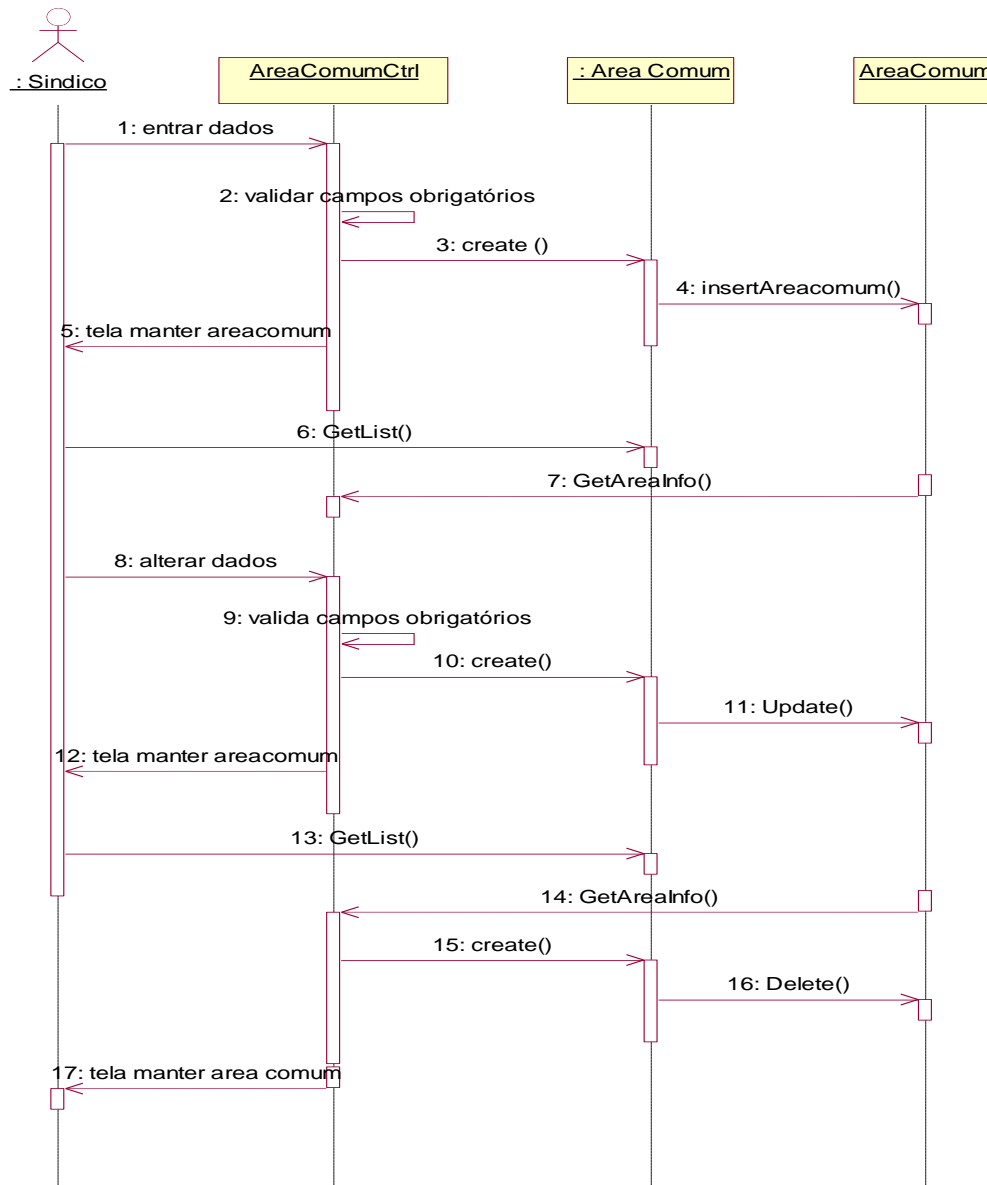 : Sindico
AreaComumCtrl
: Area Comum
AreaComum
1: entrar dados
2: validar campos obrigatórios
3: create ()
4: insertAreacomum()
5: tela manter areacomum
6: GetList()
7: GetAreaInfo()
8: alterar dados
9: valida campos obrigatórios
10: create()
11: Update()
12: tela manter areacomum
13: GetList()
14: GetAreaInfo()
15: create()
16: Delete()
17: tela manter area comum